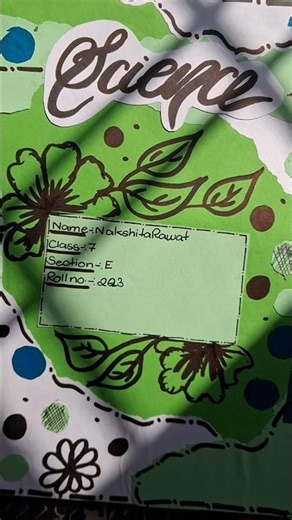 Science
Name:-NakshitaRawat
Class-:7
Section-:E
Roll no-:223